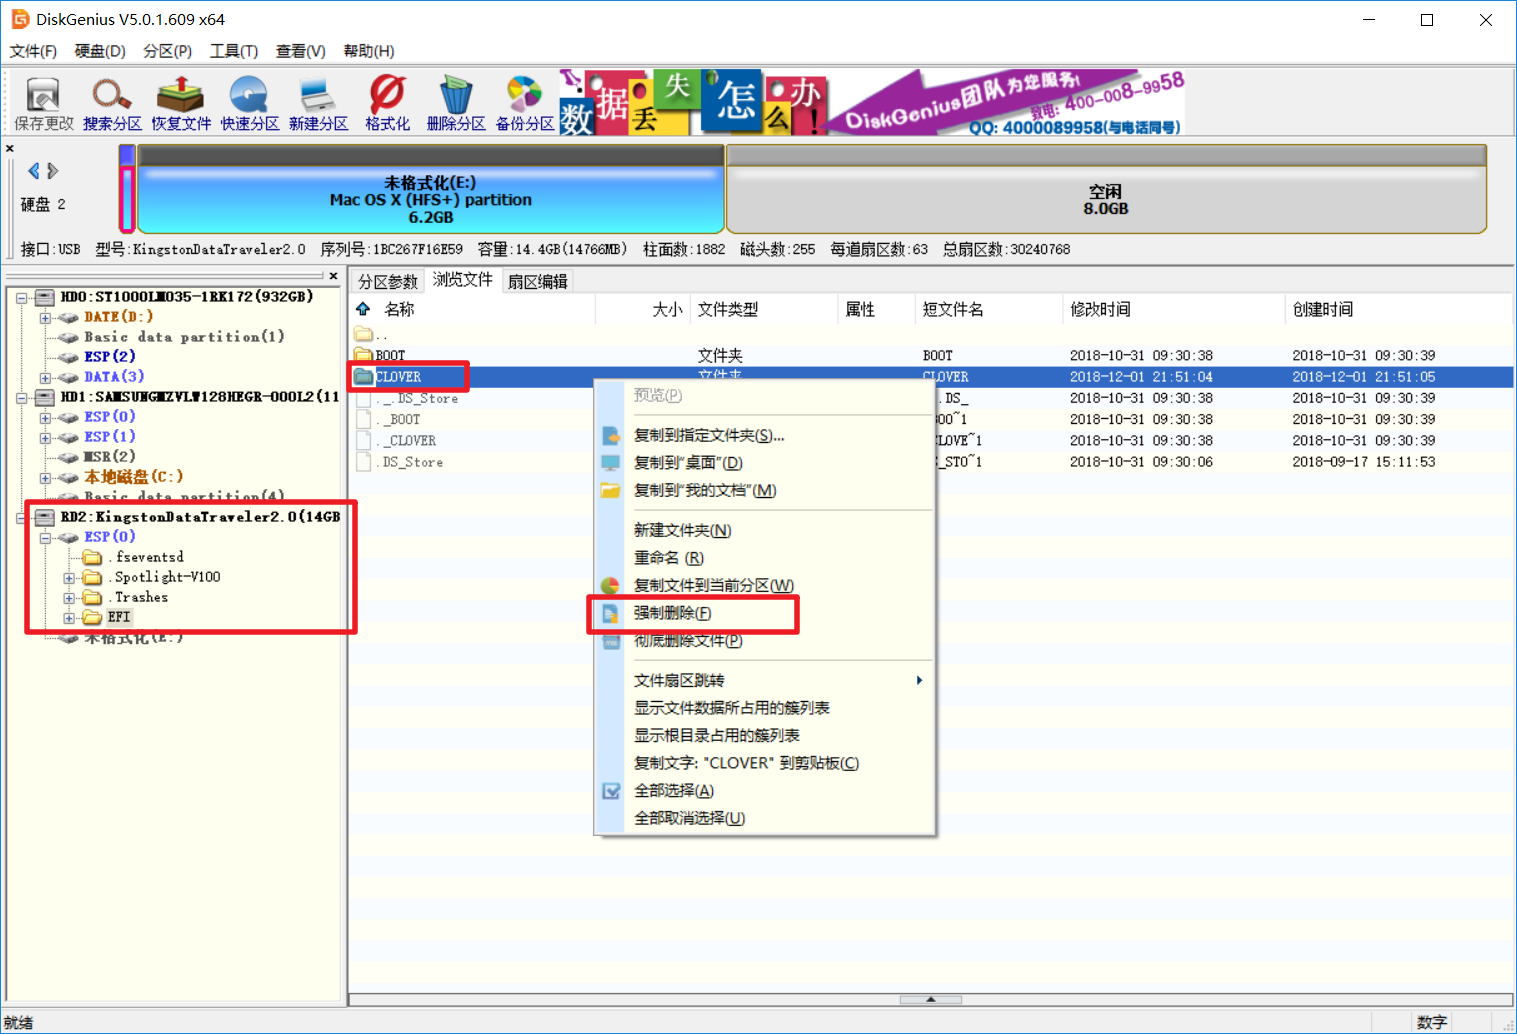 DiskGenius V5.0.1.609 x64
文件(F) 硬盘(D) 分区(P) 工具(T) 查看(V) 帮助(H)
保存更改 搜索分区 恢复文件 快速分区 新建分区 格式化 删除分区 备份分区
数据丢失怎么办!
DiskGenius团队为您服务!
致电: 400-008-9958
QQ: 4000089958(与电话同号)
硬盘 2
未格式化(E:)
Mac OS X (HFS+) partition
6.2GB
空闲
8.0GB
接口:USB 型号:KingstonDataTraveler2.0 序列号:1BC267F16E59 容量:14.4GB(14766MB) 柱面数:1882 磁头数:255 每道扇区数:63 总扇区数:30240768
HD0:ST1000LM035-1RK172(932GB)
DATE(D:)
Basic data partition(1)
ESP(2)
DATA(3)
HD1:SAMSUNGMZVLW128HEGR-000L2(11
ESP(0)
ESP(1)
MSR(2)
本地磁盘(C:)
Basic data partition(4)
RD2:KingstonDataTraveler2.0(14GB
ESP(0)
.fseventsd
.Spotlight-V100
.Trashes
EFI
未格式化(E:)
分区参数 浏览文件 扇区编辑
名称 大小 文件类型 属性 短文件名 修改时间 创建时间
..
BOOT 文件夹 BOOT 2018-10-31 09:30:38 2018-10-31 09:30:39
CLOVER 文件夹 CLOVER 2018-12-01 21:51:04 2018-12-01 21:51:05
._.DS_Store .DS_ 2018-10-31 09:30:38 2018-10-31 09:30:39
._BOOT OO~1 2018-10-31 09:30:38 2018-10-31 09:30:39
._CLOVER LOVE~1 2018-10-31 09:30:38 2018-10-31 09:30:39
.DS_Store _STO~1 2018-10-31 09:30:06 2018-09-17 15:11:53
预览(P)
复制到指定文件夹(S)...
复制到"桌面"(D)
复制到"我的文档"(M)
新建文件夹(N)
重命名 (R)
复制文件到当前分区(W)
强制删除(F)
彻底删除文件(P)
文件扇区跳转
显示文件数据所占用的簇列表
显示根目录占用的簇列表
复制文字: "CLOVER" 到剪贴板(C)
全部选择(A)
全部取消选择(U)
就绪
数字